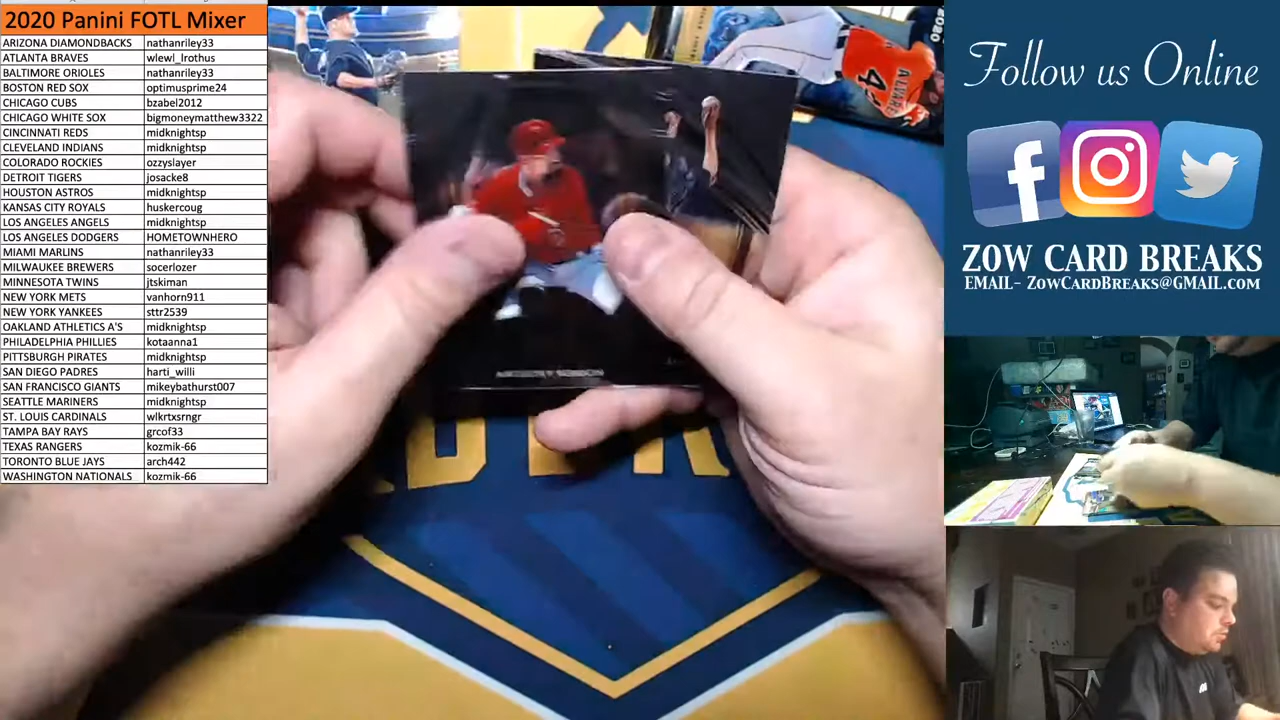 2020 Panini FOTL Mixer
ARIZONA DIAMONDBACKS nathanriley33
ATLANTA BRAVES wlewl_lrothus
BALTIMORE ORIOLES nathanriley33
BOSTON RED SOX optimusprime24
CHICAGO CUBS bzabel2012
CHICAGO WHITE SOX bigmoneymatthew3322
CINCINNATI REDS midknightsp
CLEVELAND INDIANS midknightsp
COLORADO ROCKIES ozzyslayer
DETROIT TIGERS josacke8
HOUSTON ASTROS midknightsp
KANSAS CITY ROYALS huskercoug
LOS ANGELES ANGELS midknightsp
LOS ANGELES DODGERS HOMETOWNHERO
MIAMI MARLINS nathanriley33
MILWAUKEE BREWERS socerlozer
MINNESOTA TWINS jtskiman
NEW YORK METS vanhorn911
NEW YORK YANKEES sttr2539
OAKLAND ATHLETICS A'S midknightsp
PHILADELPHIA PHILLIES kotaanna1
PITTSBURGH PIRATES midknightsp
SAN DIEGO PADRES harti_willi
SAN FRANCISCO GIANTS mikeybathurst007
SEATTLE MARINERS midknightsp
ST. LOUIS CARDINALS wlkrtxsrngr
TAMPA BAY RAYS grcof33
TEXAS RANGERS kozmik-66
TORONTO BLUE JAYS arch442
WASHINGTON NATIONALS kozmik-66
2020
ALVAREZ
4
Follow us Online
ZOW CARD BREAKS
EMAIL- ZOWCARDBREAKS@GMAIL.COM